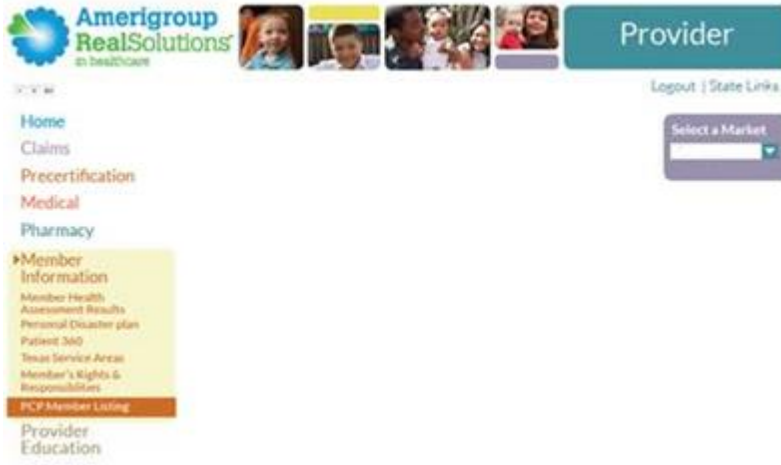 Amerigroup
RealSolutions
in healthcare
Provider
Logout | State Links
Select a Market
Home
Claims
Precertification
Medical
Pharmacy
Member
Information
Member Health
Assessment Results
Personal Disaster plan
Patient 360
Texas Service Areas
Member's Rights &
Responsibilities
PCP Member Listing
Provider
Education